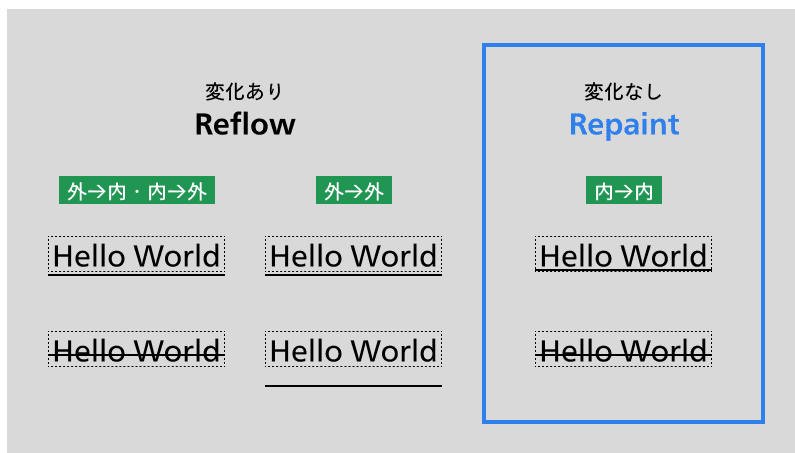 変化あり
Reflow
外→内・内→外
Hello World
Hello World
外→外
Hello World
Hello World
変化なし
Repaint
内→内
Hello World
Hello World